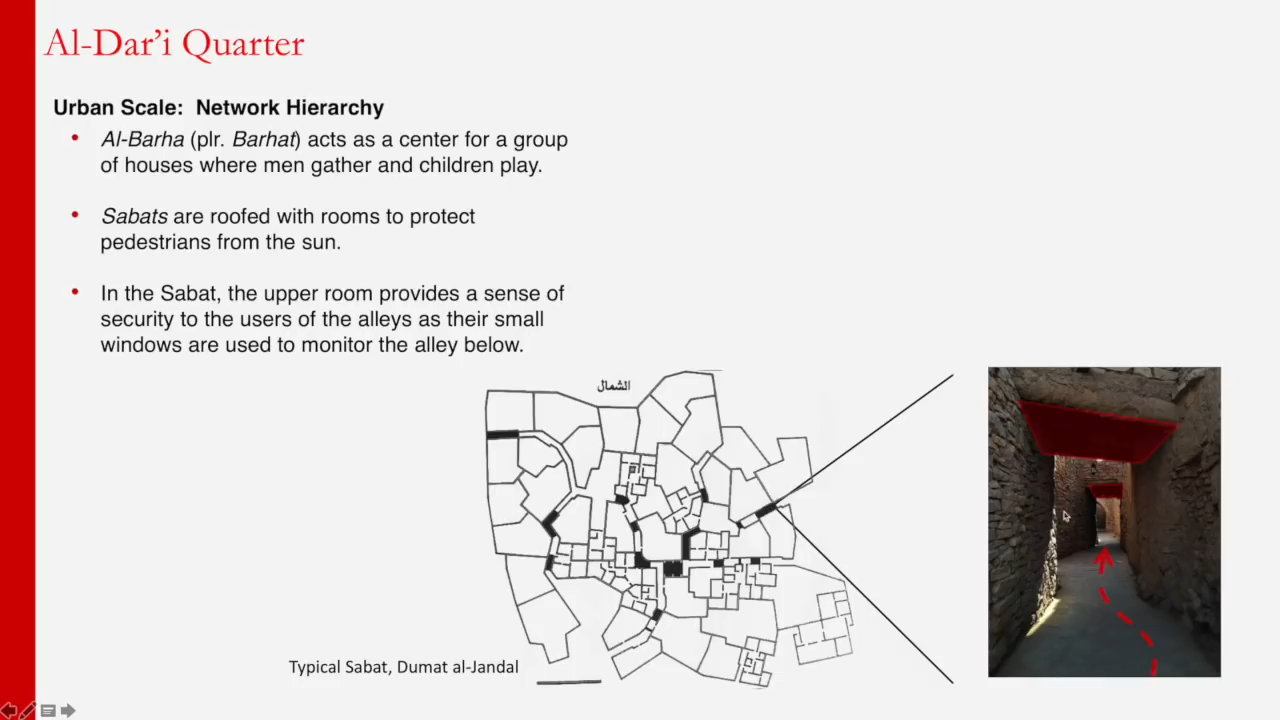 Al-Dar’i Quarter
Urban Scale: Network Hierarchy
• Al-Barha (plr. Barhat) acts as a center for a group
of houses where men gather and children play.
• Sabats are roofed with rooms to protect
pedestrians from the sun.
• In the Sabat, the upper room provides a sense of
security to the users of the alleys as their small
windows are used to monitor the alley below.
الشمال
Typical Sabat, Dumat al-Jandal